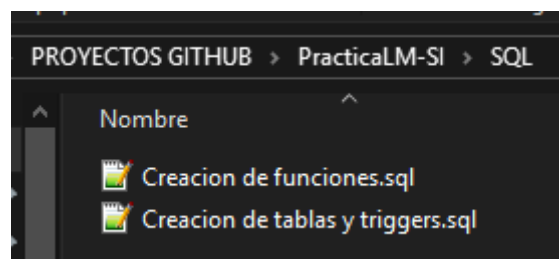 PROYECTOS GITHUB > PracticaLM-SI > SQL
Nombre
Creacion de funciones.sql
Creacion de tablas y triggers.sql